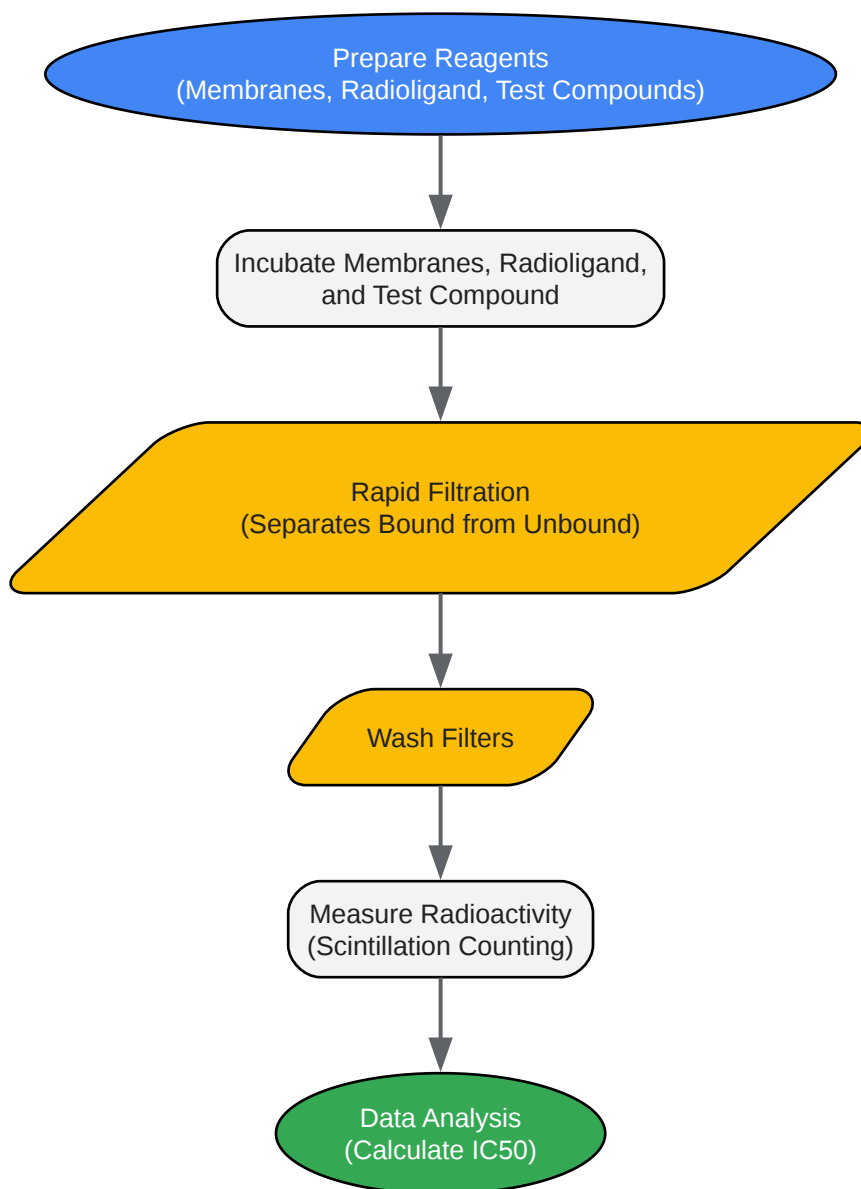 Prepare Reagents
(Membranes, Radioligand, Test Compounds)
Incubate Membranes, Radioligand,
and Test Compound
Rapid Filtration
(Separates Bound from Unbound)
Wash Filters
Measure Radioactivity
(Scintillation Counting)
Data Analysis
(Calculate IC50)